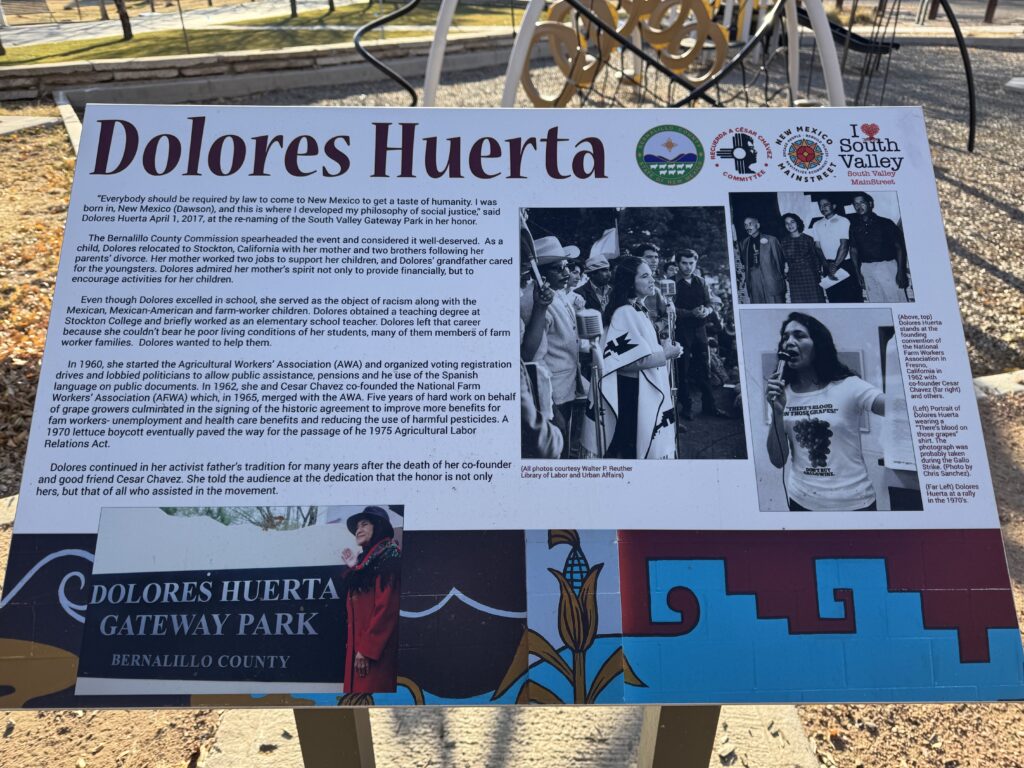 Dolores Huerta
BERNALILLO COUNTY
RECUERDA A CÉSAR CHÁVEZ
COMMITTEE
NEW MEXICO
MAINSTREET
I
South
Valley
South Valley
MainStreet
"Everybody should be required by law to come to New Mexico to get a taste of humanity. I was
born in, New Mexico (Dawson), and this is where I developed my philosophy of social justice," said
Dolores Huerta April 1, 2017, at the re-naming of the South Valley Gateway Park in her honor.
The Bernalillo County Commission spearheaded the event and considered it well-deserved. As a
child, Dolores relocated to Stockton, California with her mother and two brothers following her
parents' divorce. Her mother worked two jobs to support her children, and Dolores' grandfather cared
for the youngsters. Dolores admired her mother's spirit not only to provide financially, but to
encourage activities for her children.
Even though Dolores excelled in school, she served as the object of racism along with the
Mexican, Mexican-American and farm-worker children. Dolores obtained a teaching degree at
Stockton College and briefly worked as an elementary school teacher. Dolores left that career
because she couldn't bear he poor living conditions of her students, many of them members of farm
worker families. Dolores wanted to help them.
In 1960, she started the Agricultural Workers' Association (AWA) and organized voting registration
drives and lobbied politicians to allow public assistance, pensions and he use of the Spanish
language on public documents. In 1962, she and Cesar Chavez co-founded the National Farm
Workers' Association (AFWA) which, in 1965, merged with the AWA. Five years of hard work on behalf
of grape growers culminated in the signing of the historic agreement to improve more benefits for
farm workers- unemployment and health care benefits and reducing the use of harmful pesticides. A
1970 lettuce boycott eventually paved the way for the passage of he 1975 Agricultural Labor
Relations Act.
Dolores continued in her activist father's tradition for many years after the death of her co-founder
and good friend Cesar Chavez. She told the audience at the dedication that the honor is not only
hers, but that of all who assisted in the movement.
(All photos courtesy Walter P. Reuther
Library of Labor and Urban Affairs)
(Above, top)
Dolores Huerta
stands at the
founding
convention of
the National
Farm Workers
Association in
Fresno,
California in
1962 with
co-founder Cesar
Chavez (far right)
and others.
(Left) Portrait of
Dolores Huerta
wearing a
"There's blood on
those grapes"
shirt. The
photograph was
probably taken
during the Gallo
Strike. (Photo by
Chris Sanchez).
(Far Left) Dolores
Huerta at a rally
in the 1970's.
"THERE'S BLOOD
ON THOSE GRAPES!"
DON'T BUY
DOLORES HUERTA
GATEWAY PARK
BERNALILLO COUNTY